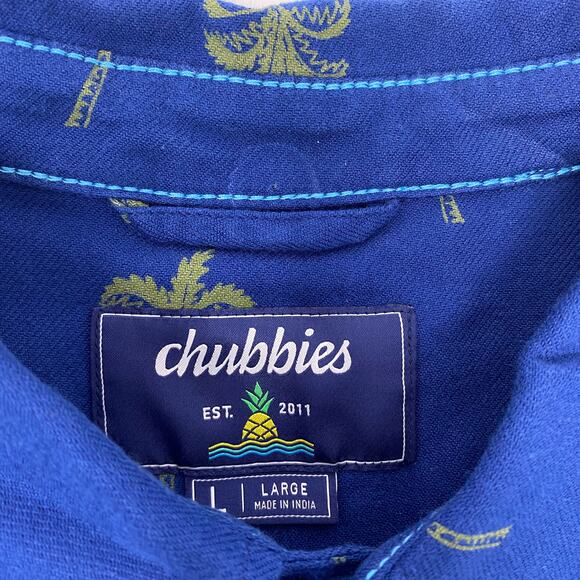 chubbies
EST. 2011
L LARGE
MADE IN INDIA